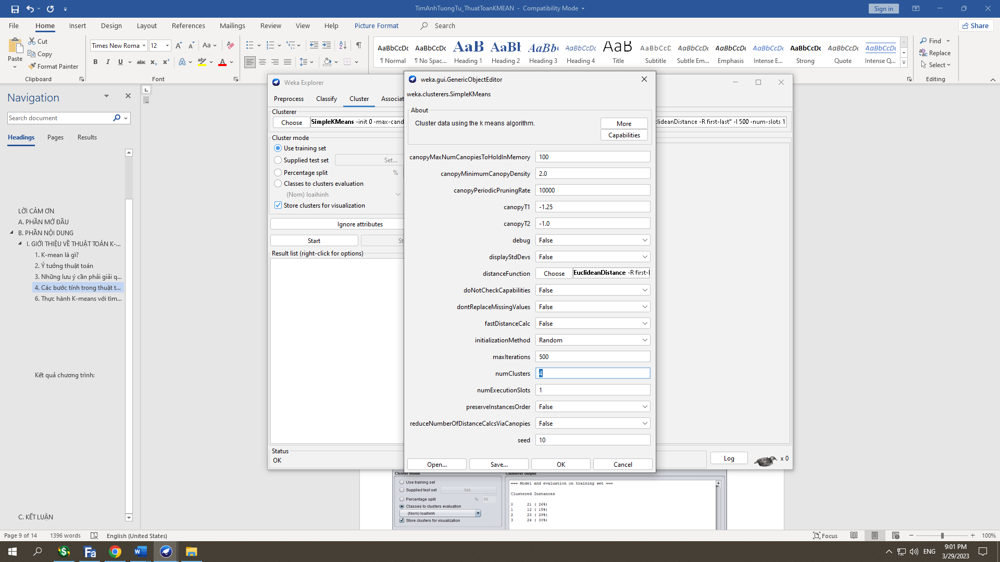 TimAnhTuongTu_ThuatToanKMEAN - Compatibility Mode
Sign in
File Home Insert Design Layout References Mailings Review View Help Picture Format Search
Share
Paste
Cut
Copy
Format Painter
Clipboard
Times New Roma 12
Font
AaBbCcDc AaBbCcDc AaB AaBl AaBb( AaBbCcDc AaB AaBbCcD AaBbCcDc AaBbCcDc AaBbCcDc AaBbCcDc AaBbCcDc AaBbCcDc
¶ Normal ¶ No Spac... Heading 1 Heading 2 Heading 3 Heading 4 Title Subtitle Subtle Em... Emphasis Intense E... Strong Quote Intense Q...
Find
Replace
Select
Editing
Navigation
Search document
Headings Pages Results
LỜI CẢM ƠN
A. PHẦN MỞ ĐẦU
B. PHẦN NỘI DUNG
I. GIỚI THIỆU VỀ THUẬT TOÁN K-...
1. K-mean là gì?
2. Ý tưởng thuật toán
3. Những lưu ý cần phải giải q...
4. Các bước tính trong thuật t...
6. Thực hành K-means với tìm...
Kết quả chương trình:
C. KẾT LUẬN
Weka Explorer
Preprocess Classify Cluster Associat
Clusterer
Choose SimpleKMeans -init 0 -max-cand
clideanDistance -R first-last" -I 500 -num-slots 1
Cluster mode
Use training set
Supplied test set Set...
Percentage split %
Classes to clusters evaluation
(Nom) loaihinh
Store clusters for visualization
Ignore attributes
Start St
Result list (right-click for options)
Status
OK
Log x 0
weka.gui.GenericObjectEditor
weka.clusterers.SimpleKMeans
About
Cluster data using the k means algorithm.
More
Capabilities
canopyMaxNumCanopiesToHoldInMemory 100
canopyMinimumCanopyDensity 2.0
canopyPeriodicPruningRate 10000
canopyT1 -1.25
canopyT2 -1.0
debug False
displayStdDevs False
distanceFunction Choose EuclideanDistance -R first-l
doNotCheckCapabilities False
dontReplaceMissingValues False
fastDistanceCalc False
initializationMethod Random
maxIterations 500
numClusters 4
numExecutionSlots 1
preserveInstancesOrder False
reduceNumberOfDistanceCalcsViaCanopies False
seed 10
Open... Save... OK Cancel
Cluster mode
Use training set
Supplied test set Set...
Percentage split % 66
Classes to clusters evaluation
(Nom) loaihinh
Store clusters for visualization
Clusterer output
=== Model and evaluation on training set ===
Clustered Instances
0 21 ( 26%)
1 12 ( 15%)
2 23 ( 29%)
3 24 ( 30%)
Page 9 of 14 1396 words English (United States)
Focus 100%
ENG
9:01 PM
3/29/2023